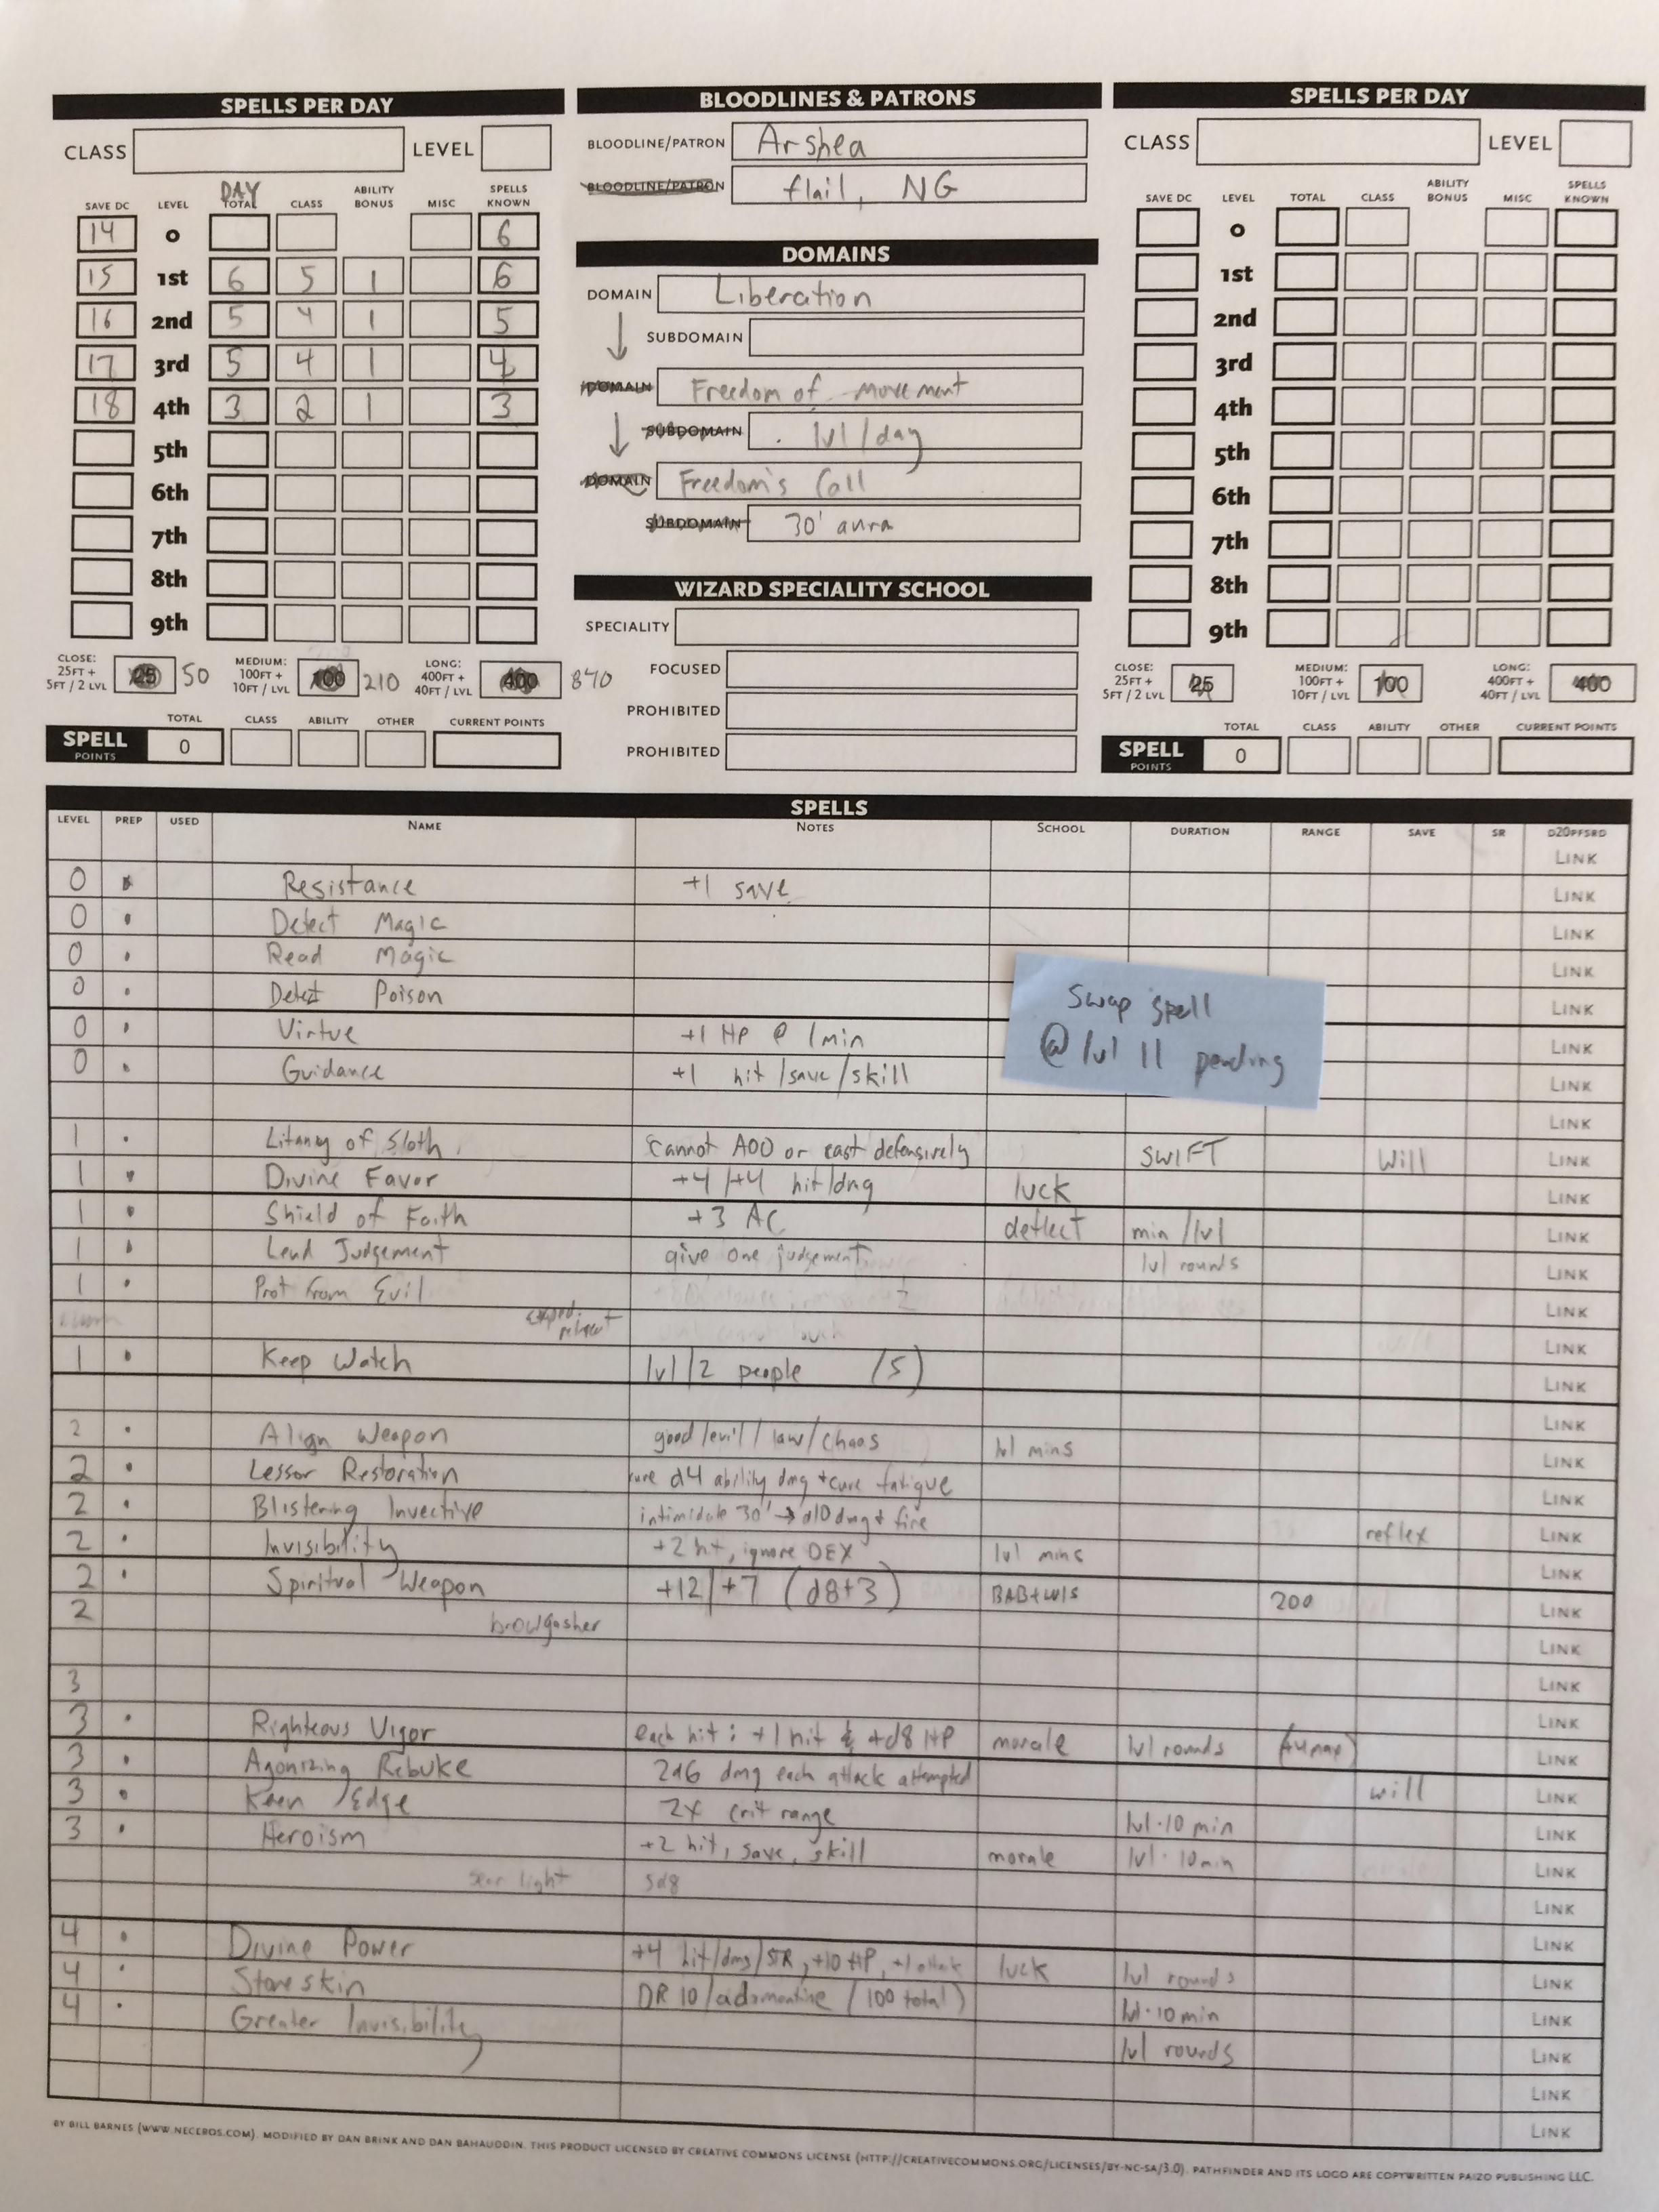 SPELLS PER DAY
CLASS LEVEL
DAY
SAVE DC LEVEL TOTAL CLASS ABILITY BONUS MISC SPELLS KNOWN
14 0 6
15 1st 6 5 1 6
16 2nd 5 4 1 5
17 3rd 5 4 1 4
18 4th 3 2 1 3
5th
6th
7th
8th
9th
CLOSE: 25FT + 5FT / 2 LVL 25 50 MEDIUM: 100FT + 10FT / LVL 100 210 LONG: 400FT + 40FT / LVL 400 840
TOTAL CLASS ABILITY OTHER CURRENT POINTS
SPELL POINTS 0
BLOODLINES & PATRONS
BLOODLINE/PATRON Arshea
BLOODLINE/PATRON flail, NG
DOMAINS
DOMAIN Liberation
SUBDOMAIN
DOMAIN Freedom of movement
SUBDOMAIN lvl/day
DOMAIN Freedom's Call
SUBDOMAIN 30' aura
WIZARD SPECIALITY SCHOOL
SPECIALITY
FOCUSED
PROHIBITED
PROHIBITED
SPELLS PER DAY
CLASS LEVEL
SAVE DC LEVEL TOTAL CLASS ABILITY BONUS MISC SPELLS KNOWN
0
1st
2nd
3rd
4th
5th
6th
7th
8th
9th
CLOSE: 25FT + 5FT / 2 LVL 25 MEDIUM: 100FT + 10FT / LVL 100 LONG: 400FT + 40FT / LVL 400
TOTAL CLASS ABILITY OTHER CURRENT POINTS
SPELL POINTS 0
SPELLS
LEVEL PREP USED NAME NOTES SCHOOL DURATION RANGE SAVE SR D20PFSRD
LINK
0 Resistance +1 save LINK
0 Detect Magic LINK
0 Read Magic LINK
0 Detect Poison LINK
0 Virtue +1 HP @ 1min LINK
0 Guidance +1 hit/save/skill LINK
Swap spell
@ lvl 11 pending
LINK
1 Litany of Sloth cannot AOO or cast defensively SWIFT Will LINK
1 Divine Favor +4/+4 hit/dmg luck LINK
1 Shield of Faith +3 AC deflect min/lvl LINK
1 Lend Judgement give one judgement lvl rounds LINK
1 Prot from Evil LINK
LINK
1 Keep Watch lvl/2 people (5) LINK
LINK
2 Align Weapon good/evil/law/chaos lvl mins LINK
2 Lessor Restoration cure d4 ability dmg + cure fatigue LINK
2 Blistering Invective intimidate 30' → d10 dmg + fire reflex LINK
2 Invisibility +2 hit, ignore DEX lvl mins LINK
2 Spiritual Weapon +12/+7 (d8+3) BAB+WIS 200 LINK
2 browgasher LINK
LINK
3 LINK
3 Righteous Vigor each hit: +1 hit & +d8 HP morale lvl rounds (4 max) LINK
3 Agonizing Rebuke 2d6 dmg each attack attempted will LINK
3 Keen Edge 2x crit range lvl·10 min LINK
3 Heroism +2 hit, save, skill morale lvl·10min LINK
sear light 5d8 LINK
LINK
4 Divine Power +4 hit/dmg/STR, +10 HP, +1 attack luck lvl rounds LINK
4 Stoneskin DR 10/adamantine (100 total) lvl·10 min LINK
4 Greater Invisibility lvl rounds LINK
LINK
LINK
LINK
BY BILL BARNES (WWW.NECEROS.COM). MODIFIED BY DAN BRINK AND DAN BAHAUDDIN. THIS PRODUCT LICENSED BY CREATIVE COMMONS LICENSE (HTTP://CREATIVECOMMONS.ORG/LICENSES/BY-NC-SA/3.0). PATHFINDER AND ITS LOGO ARE COPYWRITTEN PAIZO PUBLISHING LLC.